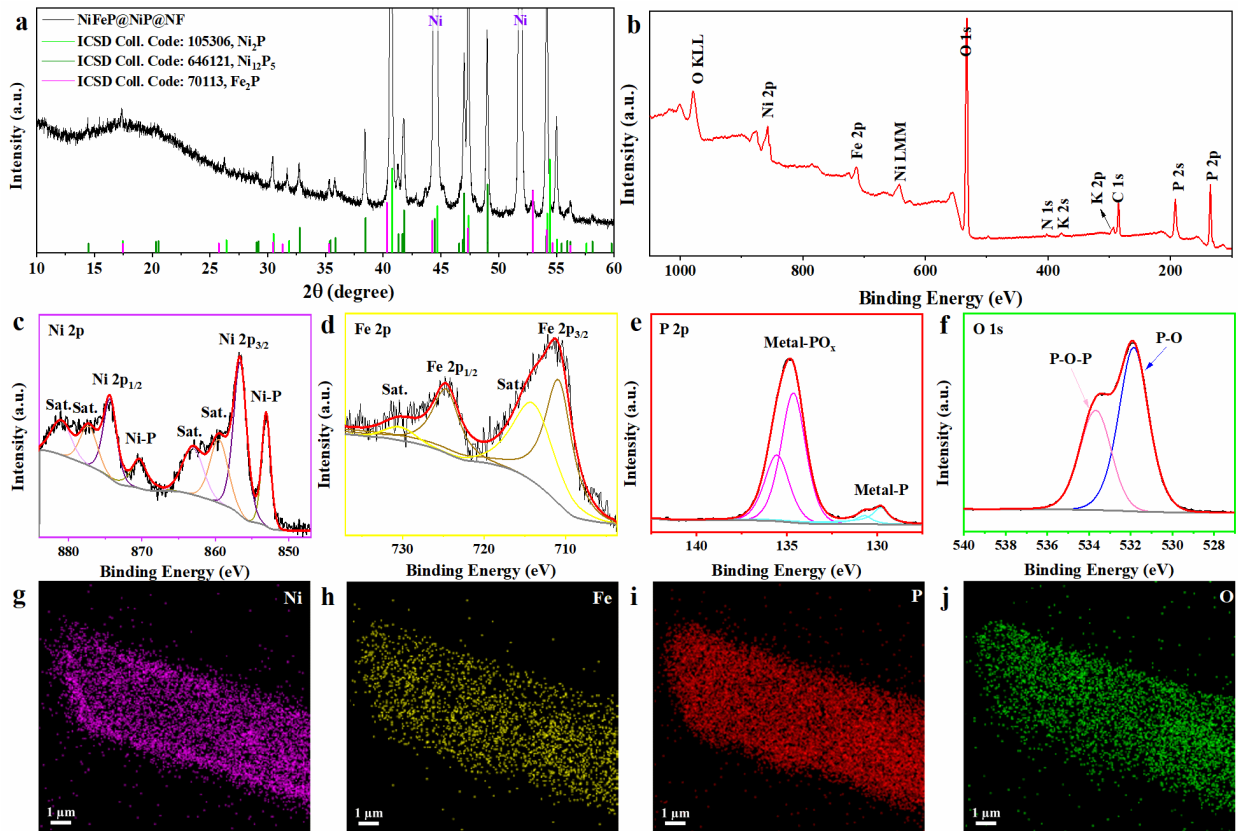 a
NiFeP@NiP@NF
ICSD Coll. Code: 105306, Ni₂P
ICSD Coll. Code: 646121, Ni₁₂P₅
ICSD Coll. Code: 70113, Fe₂P
Ni
Ni
Intensity (a.u.)
10 15 20 25 30 35 40 45 50 55 60
2θ (degree)
b
O KLL
Ni 2p
Fe 2p
Ni LMM
O 1s
N 1s
K 2s
K 2p
C 1s
P 2s
P 2p
Intensity (a.u.)
1000 800 600 400 200
Binding Energy (eV)
c
Ni 2p
Sat.
Sat.
Ni 2p₁/₂
Ni-P
Sat.
Sat.
Ni 2p₃/₂
Ni-P
Intensity (a.u.)
880 870 860 850
Binding Energy (eV)
d
Fe 2p
Sat.
Fe 2p₁/₂
Sat.
Fe 2p₃/₂
Intensity (a.u.)
730 720 710
Binding Energy (eV)
e
P 2p
Metal-POₓ
Metal-P
Intensity (a.u.)
140 135 130
Binding Energy (eV)
f
O 1s
P-O-P
P-O
Intensity (a.u.)
540 538 536 534 532 530 528
Binding Energy (eV)
g
Ni
1 µm
h
Fe
1 µm
i
P
1 µm
j
O
1 µm